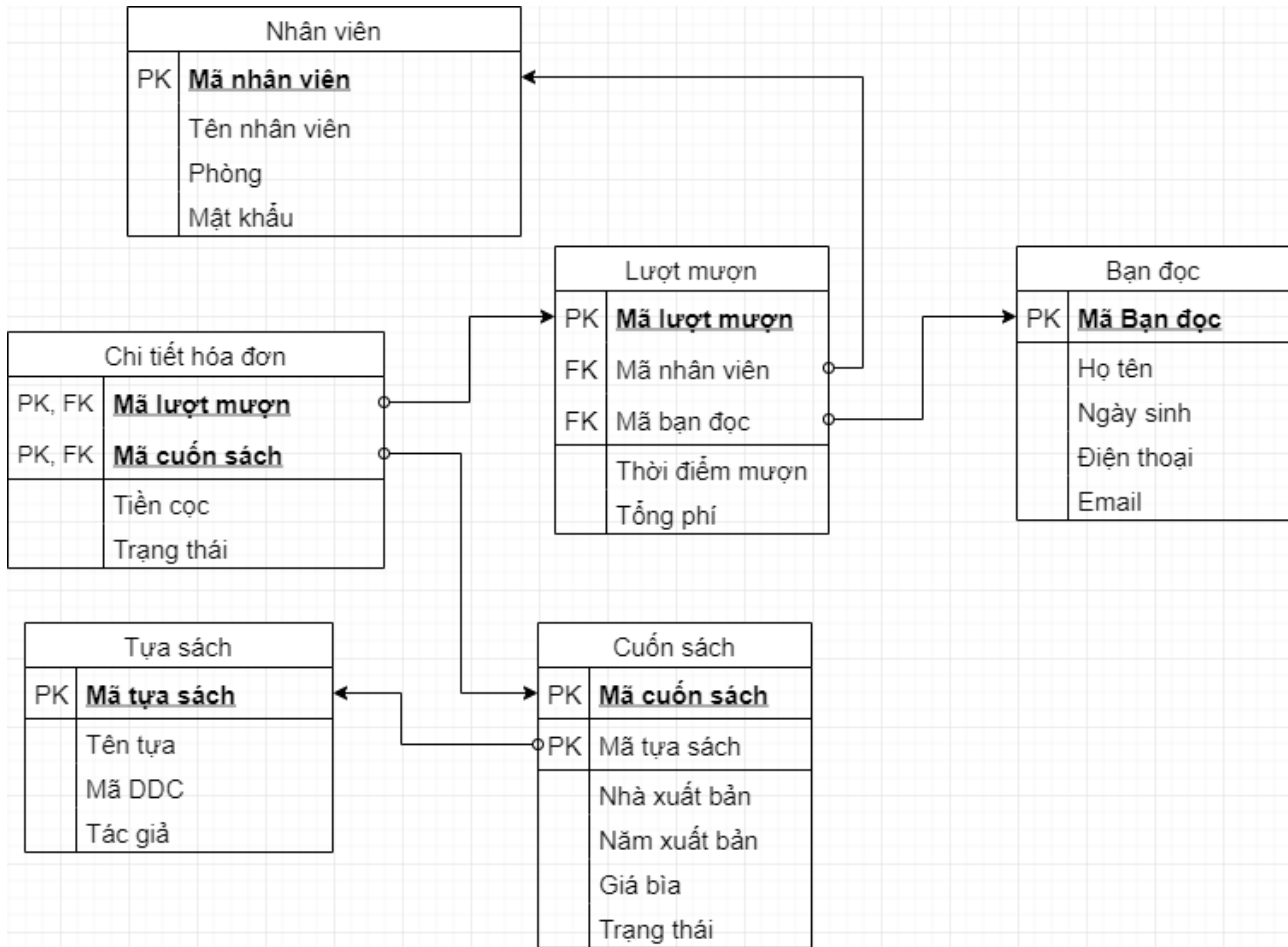 Nhân viên
PK Mã nhân viên
Tên nhân viên
Phòng
Mật khẩu
Lượt mượn
PK Mã lượt mượn
FK Mã nhân viên
FK Mã bạn đọc
Thời điểm mượn
Tổng phí
Bạn đọc
PK Mã Bạn đọc
Họ tên
Ngày sinh
Điện thoại
Email
Chi tiết hóa đơn
PK, FK Mã lượt mượn
PK, FK Mã cuốn sách
Tiền cọc
Trạng thái
Tựa sách
PK Mã tựa sách
Tên tựa
Mã DDC
Tác giả
Cuốn sách
PK Mã cuốn sách
PK Mã tựa sách
Nhà xuất bản
Năm xuất bản
Giá bìa
Trạng thái